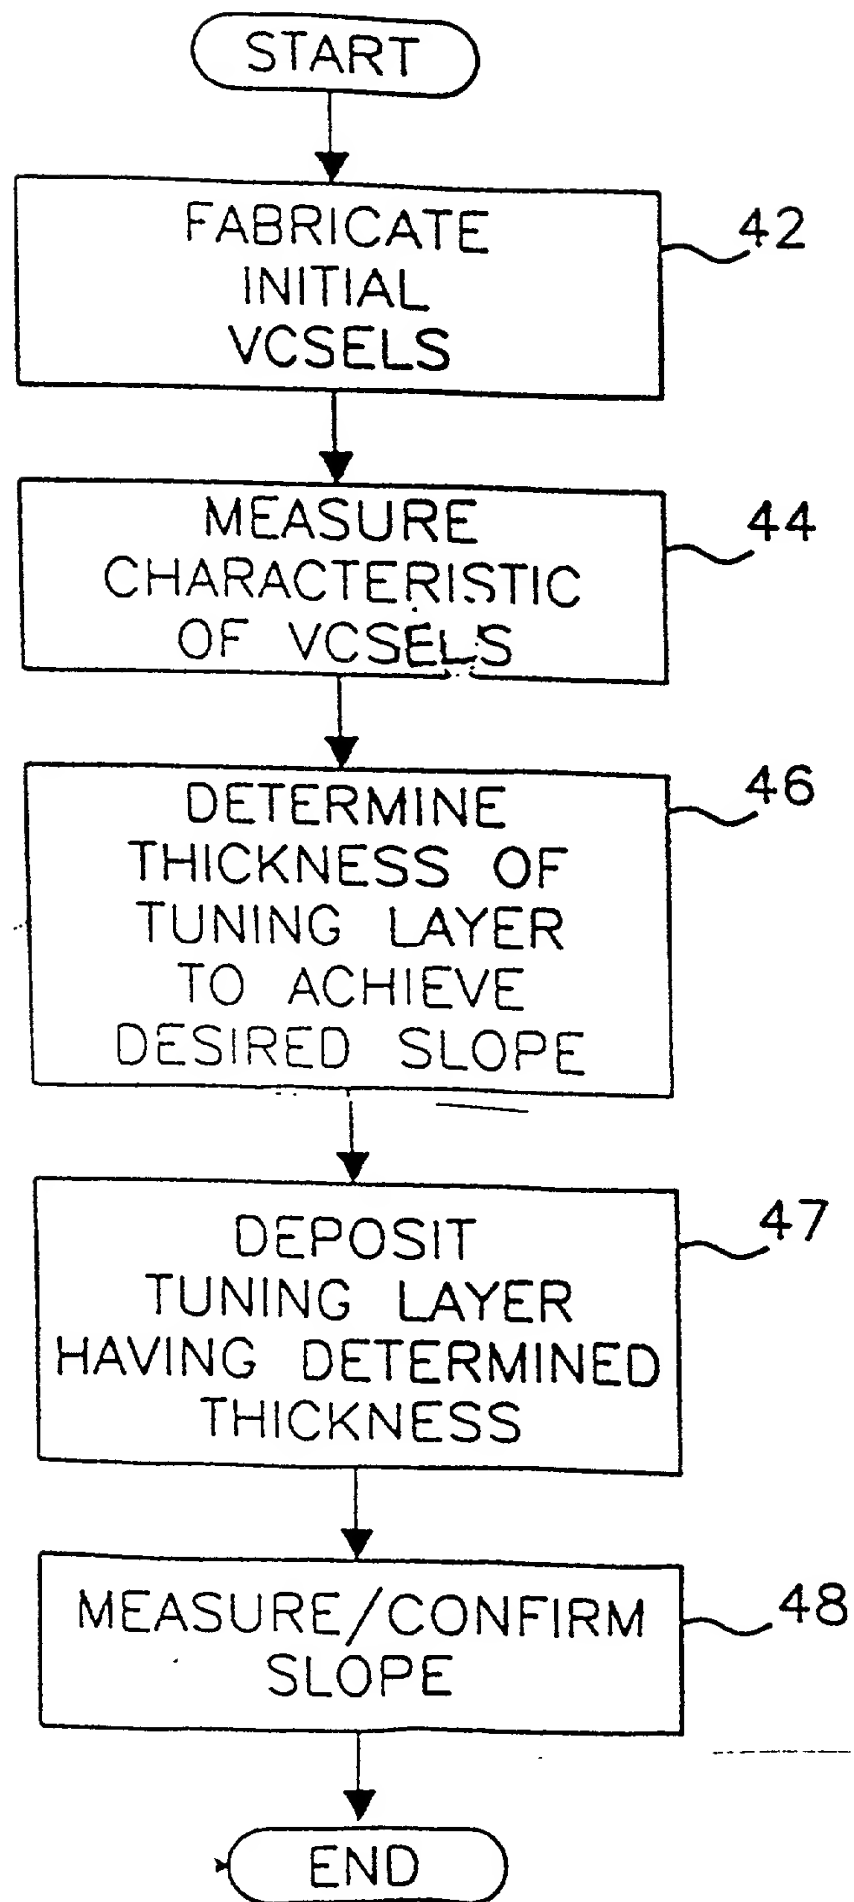 START
FABRICATE
INITIAL
VCSELS
42
MEASURE
CHARACTERISTIC
OF VCSELS
44
DETERMINE
THICKNESS OF
TUNING LAYER
TO ACHIEVE
DESIRED SLOPE
46
DEPOSIT
TUNING LAYER
HAVING DETERMINED
THICKNESS
47
MEASURE/CONFIRM
SLOPE
48
END